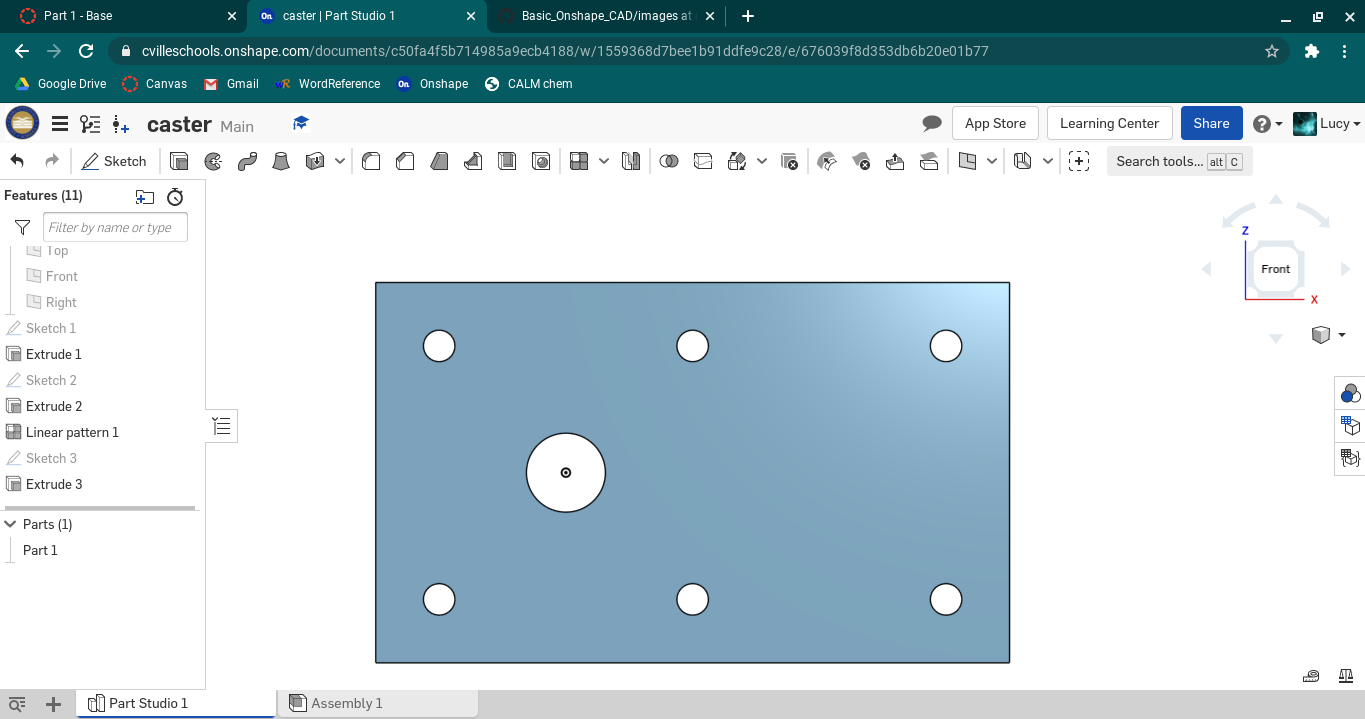 Part 1 - Base
caster | Part Studio 1
Basic_Onshape_CAD/images at
cvilleschools.onshape.com/documents/c50fa4f5b714985a9ecb4188/w/1559368d7bee1b91ddfe9c28/e/676039f8d353db6b20e01b77
Google Drive
Canvas
Gmail
WordReference
Onshape
CALM chem
caster Main
App Store
Learning Center
Share
Lucy
Sketch
Search tools... alt C
Features (11)
Filter by name or type
Top
Front
Right
Sketch 1
Extrude 1
Sketch 2
Extrude 2
Linear pattern 1
Sketch 3
Extrude 3
Parts (1)
Part 1
Z
Front
X
Part Studio 1
Assembly 1